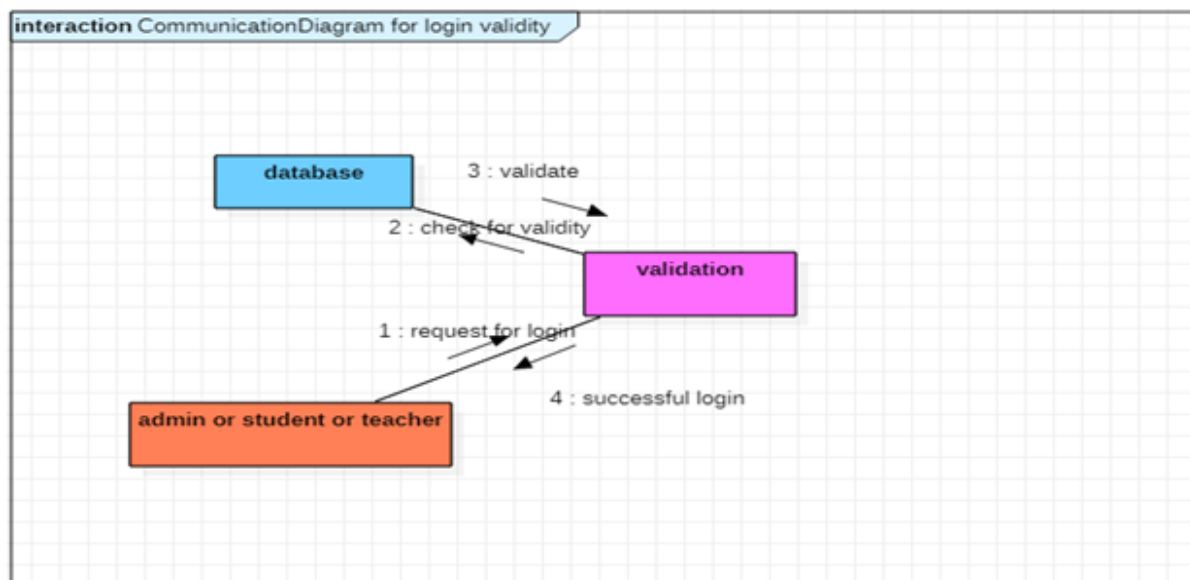 interaction CommunicationDiagram for login validity
database
3 : validate
2 : check for validity
validation
1 : request for login
4 : successful login
admin or student or teacher